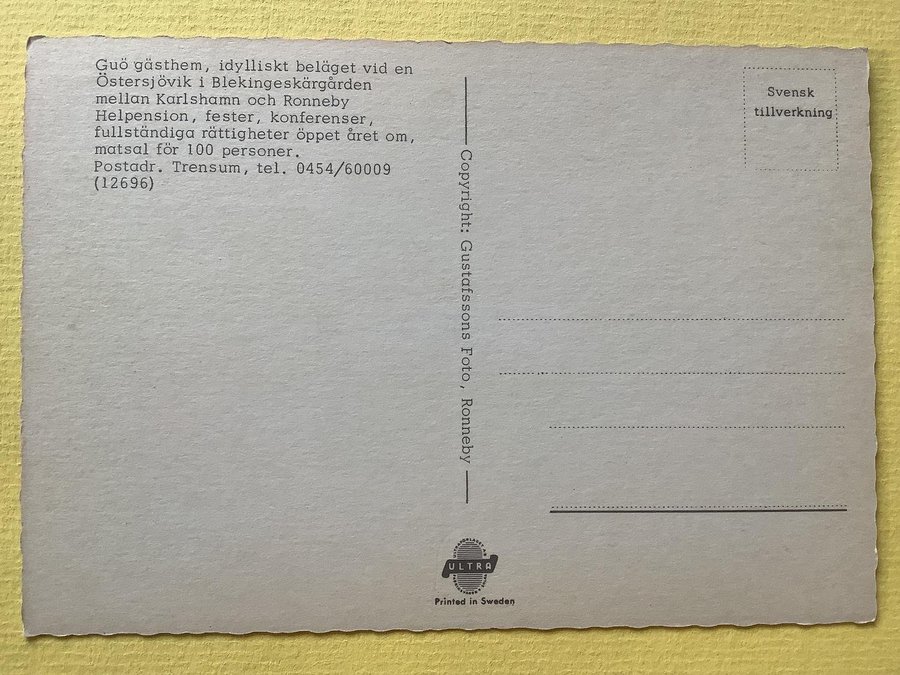 Guö gästhem, idylliskt beläget vid en
Östersjövik i Blekingeskärgården
mellan Karlshamn och Ronneby
Helpension, fester, konferenser,
fullständiga rättigheter öppet året om,
matsal för 100 personer.
Postadr. Trensum, tel. 0454/60009
(12696)
Copyright: Gustafssons Foto, Ronneby
Svensk
tillverkning
ULTRA
Printed in Sweden